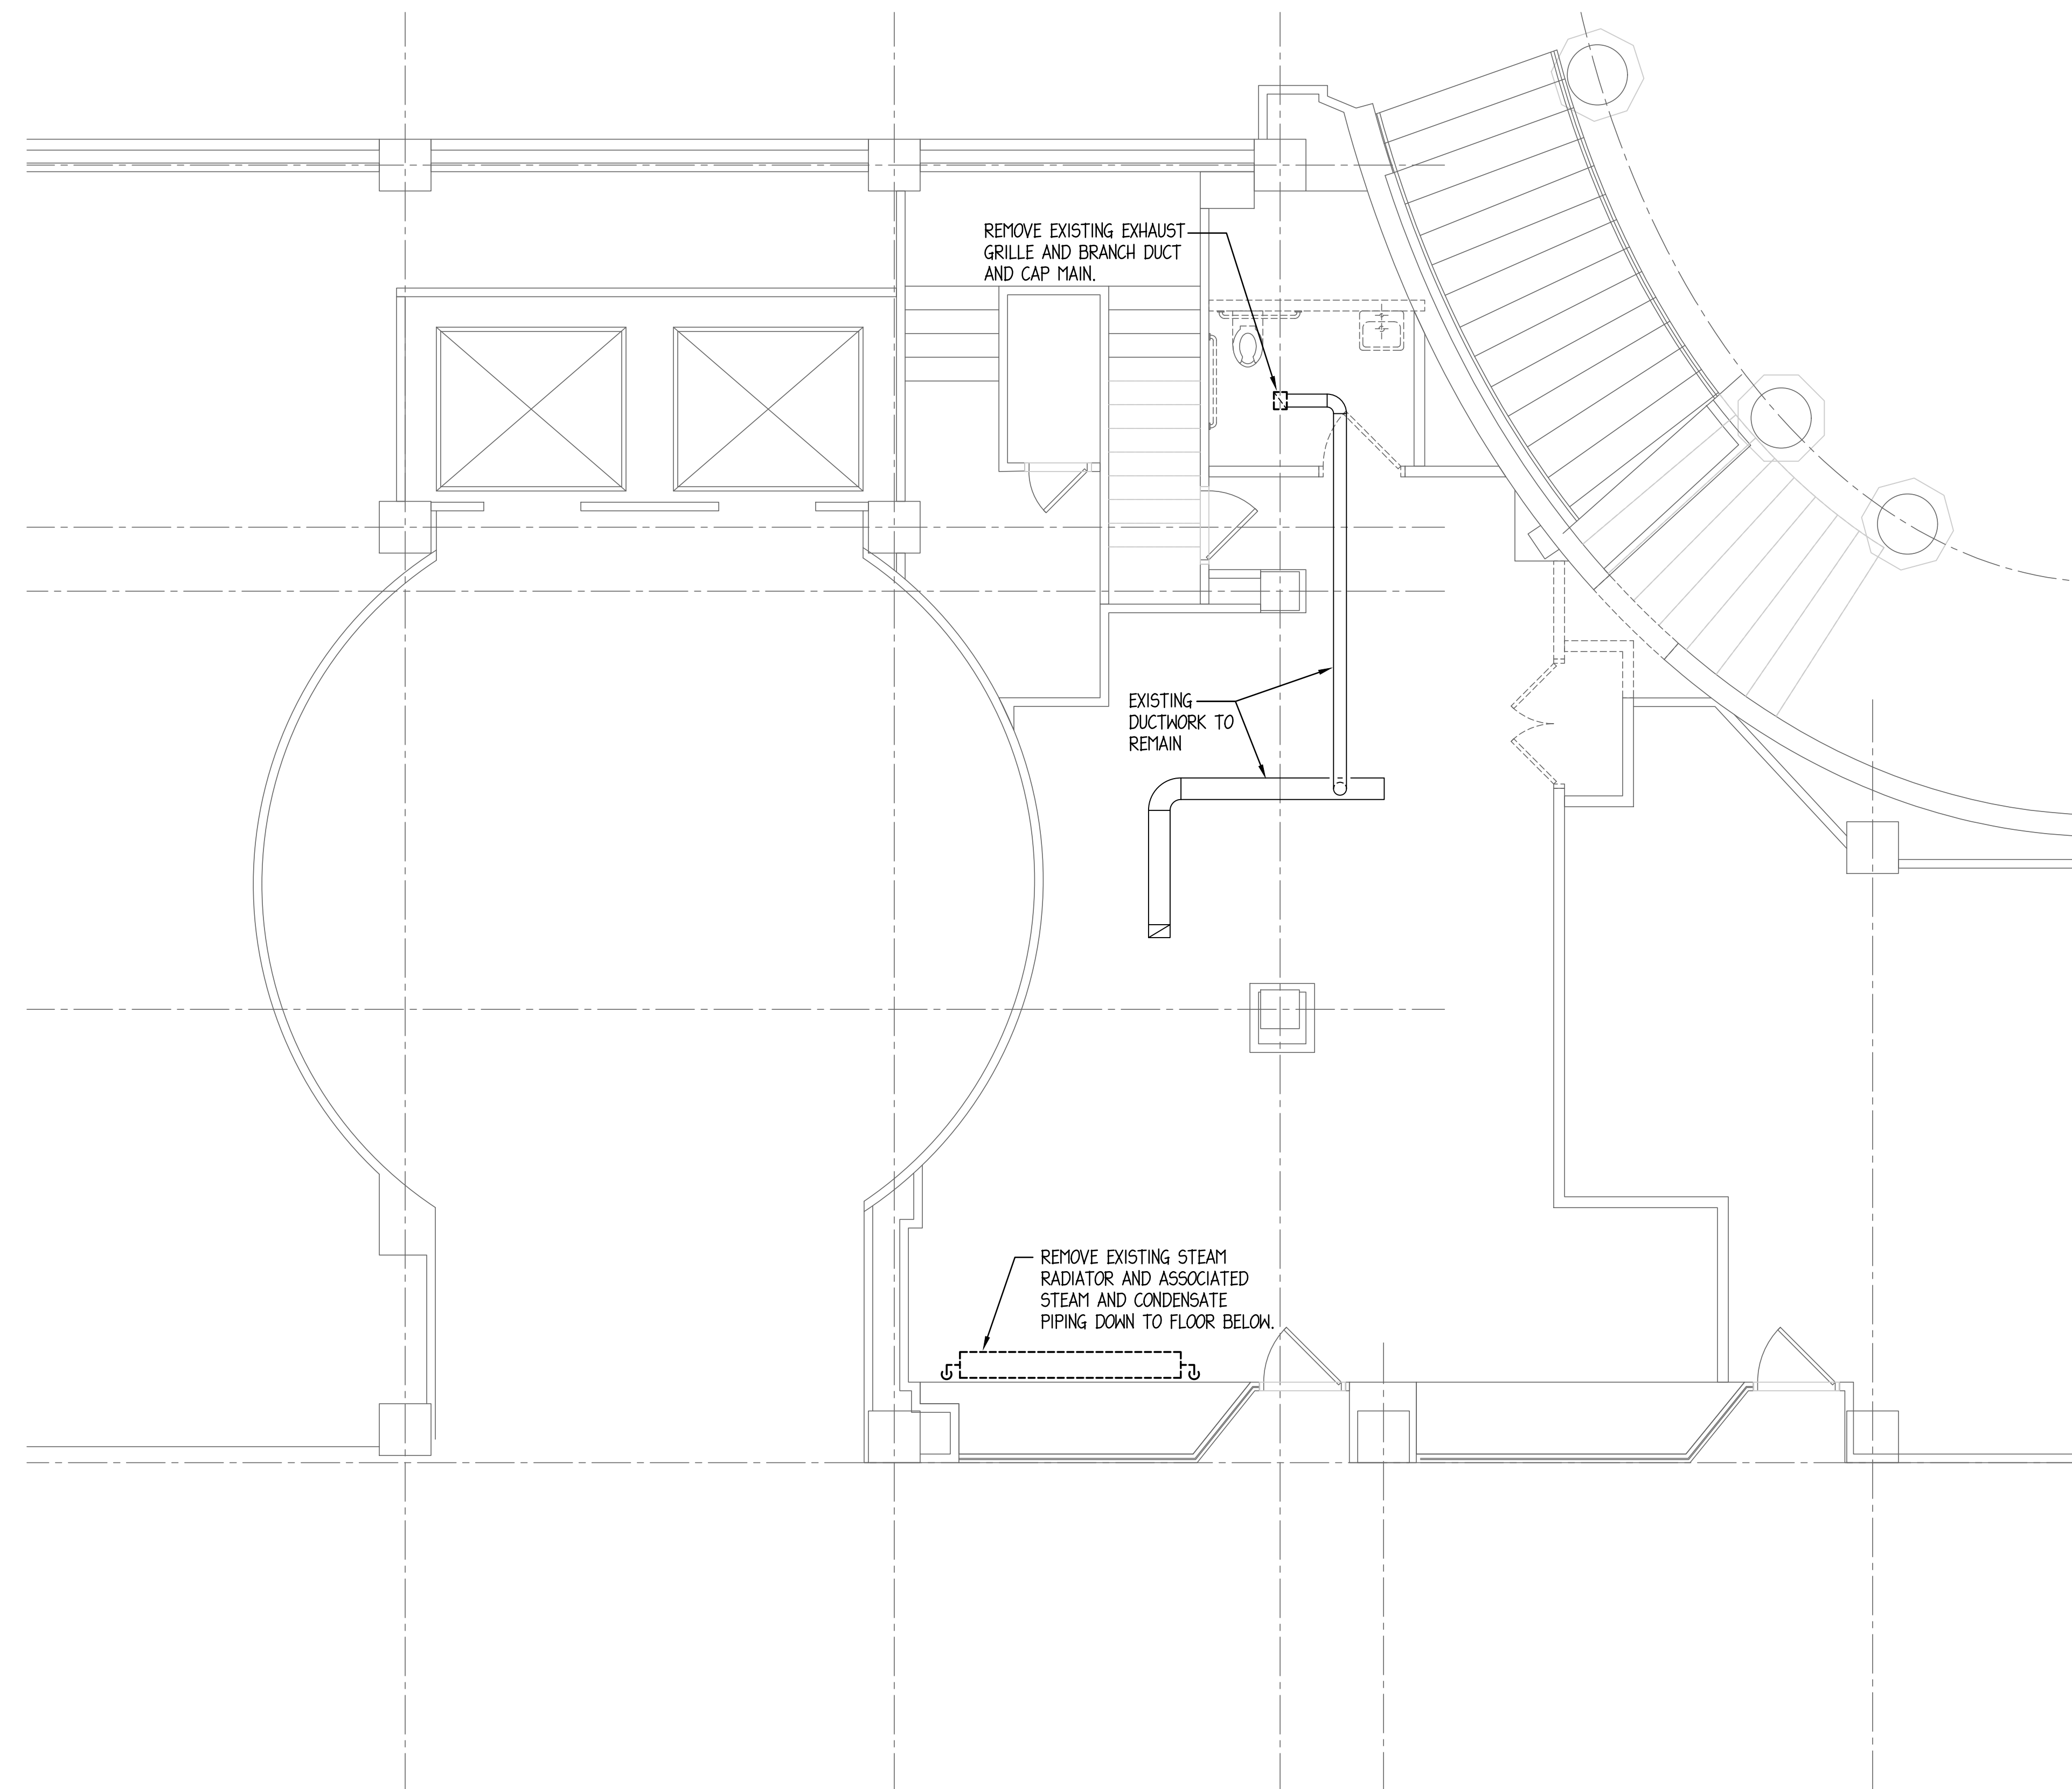 REMOVE EXISTING EXHAUST
GRILLE AND BRANCH DUCT
AND CAP MAIN.
EXISTING
DUCTWORK TO
REMAIN
REMOVE EXISTING STEAM
RADIATOR AND ASSOCIATED
STEAM AND CONDENSATE
PIPING DOWN TO FLOOR BELOW.